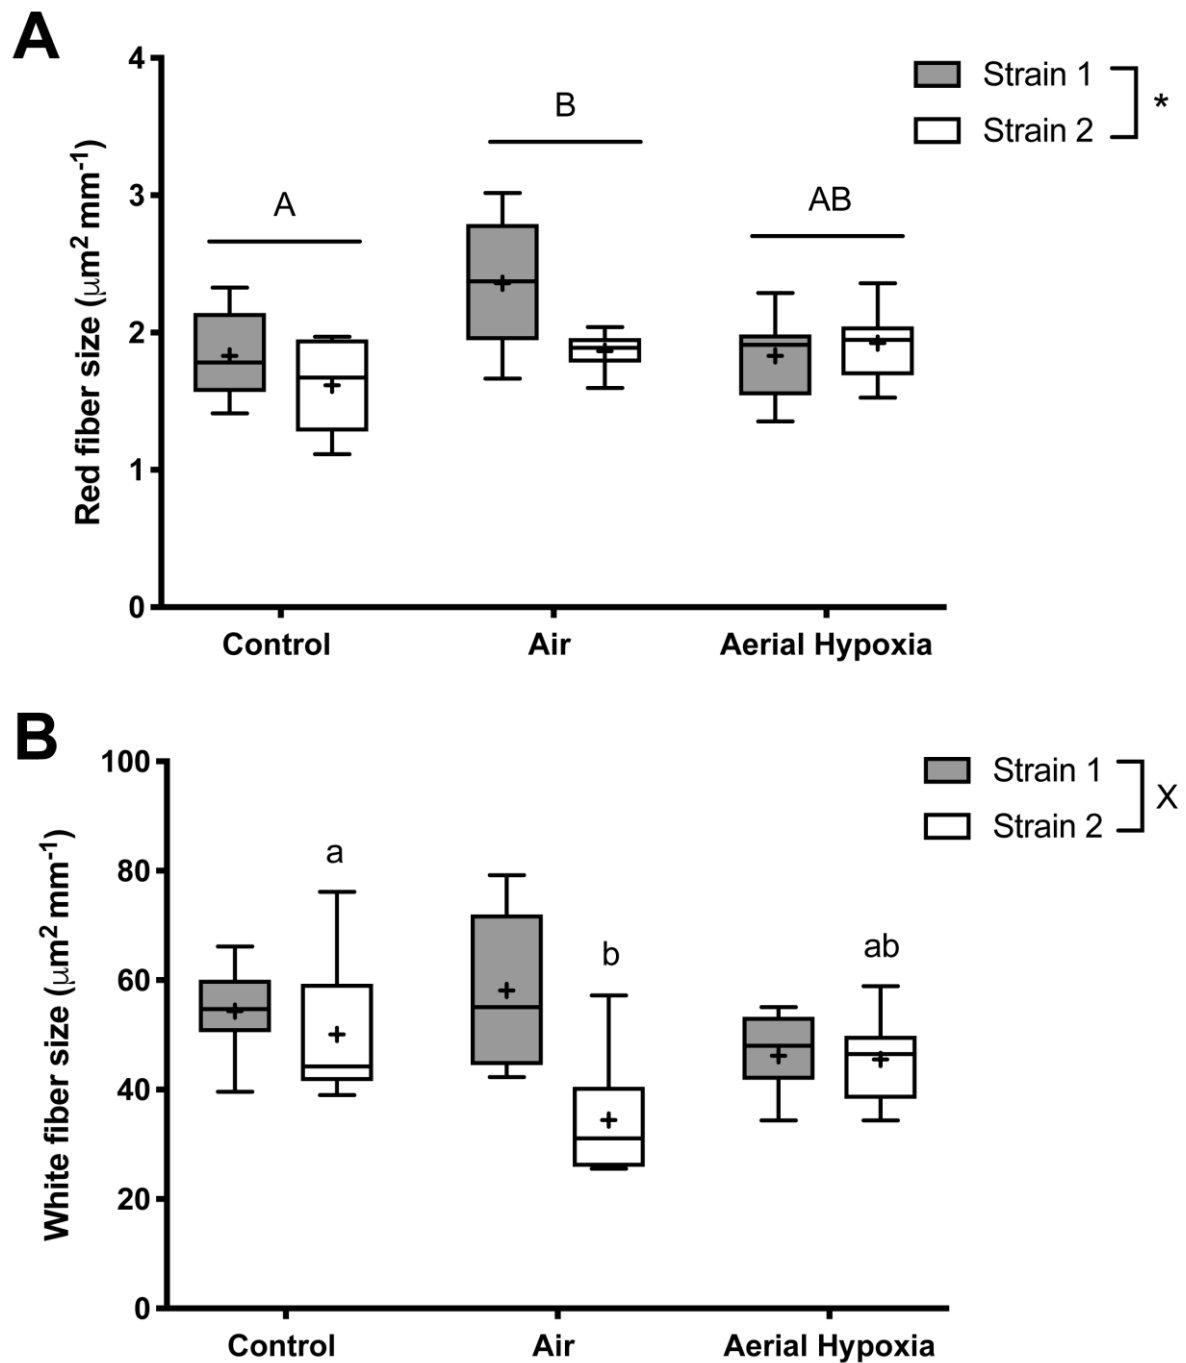 A
Strain 1
Strain 2
*
Red fiber size (μm² mm⁻¹)
4
3
2
1
0
A
B
AB
Control
Air
Aerial Hypoxia
B
Strain 1
Strain 2
X
White fiber size (μm² mm⁻¹)
100
80
60
40
20
0
a
b
ab
Control
Air
Aerial Hypoxia